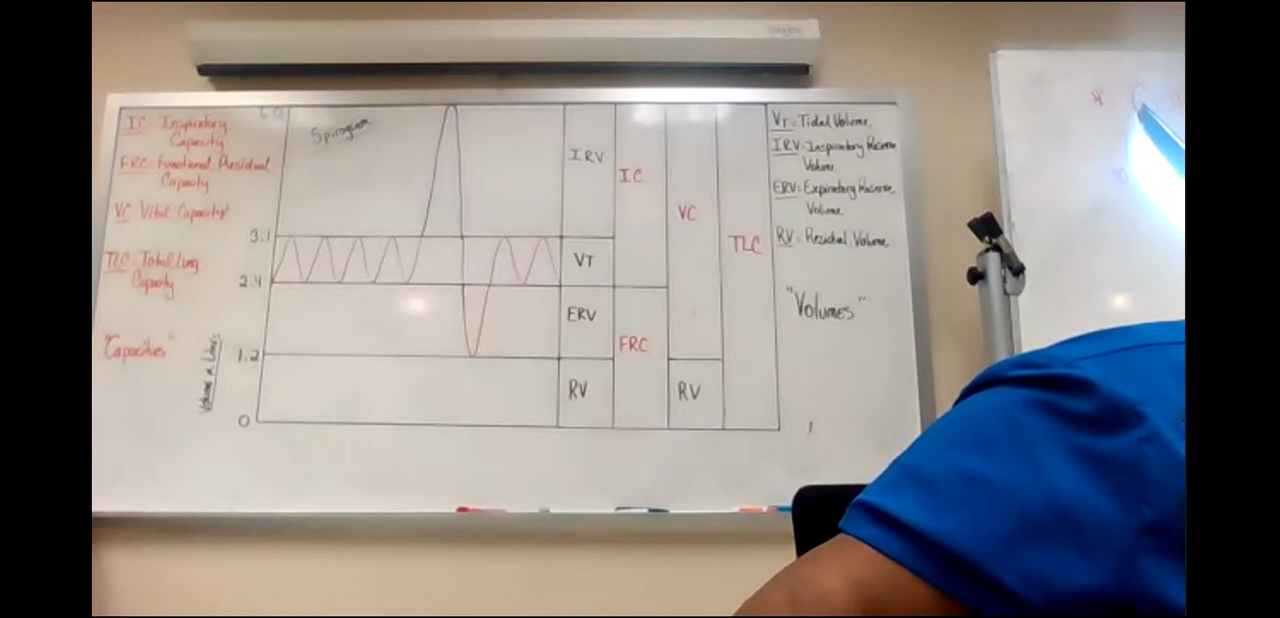 IC: Inspiratory
Capacity
FRC: Functional Residual
Capacity
VC: Vital Capacity
TLC: Total Lung
Capacity
"Capacities"
Volume in Liters
6.0
3.1
2.4
1.2
0
Spirogram
IRV
VT
ERV
RV
IC
FRC
VC
RV
TLC
VT: Tidal Volume
IRV: Inspiratory Reserve
Volume
ERV: Expiratory Reserve
Volume
RV: Residual Volume
"Volumes"